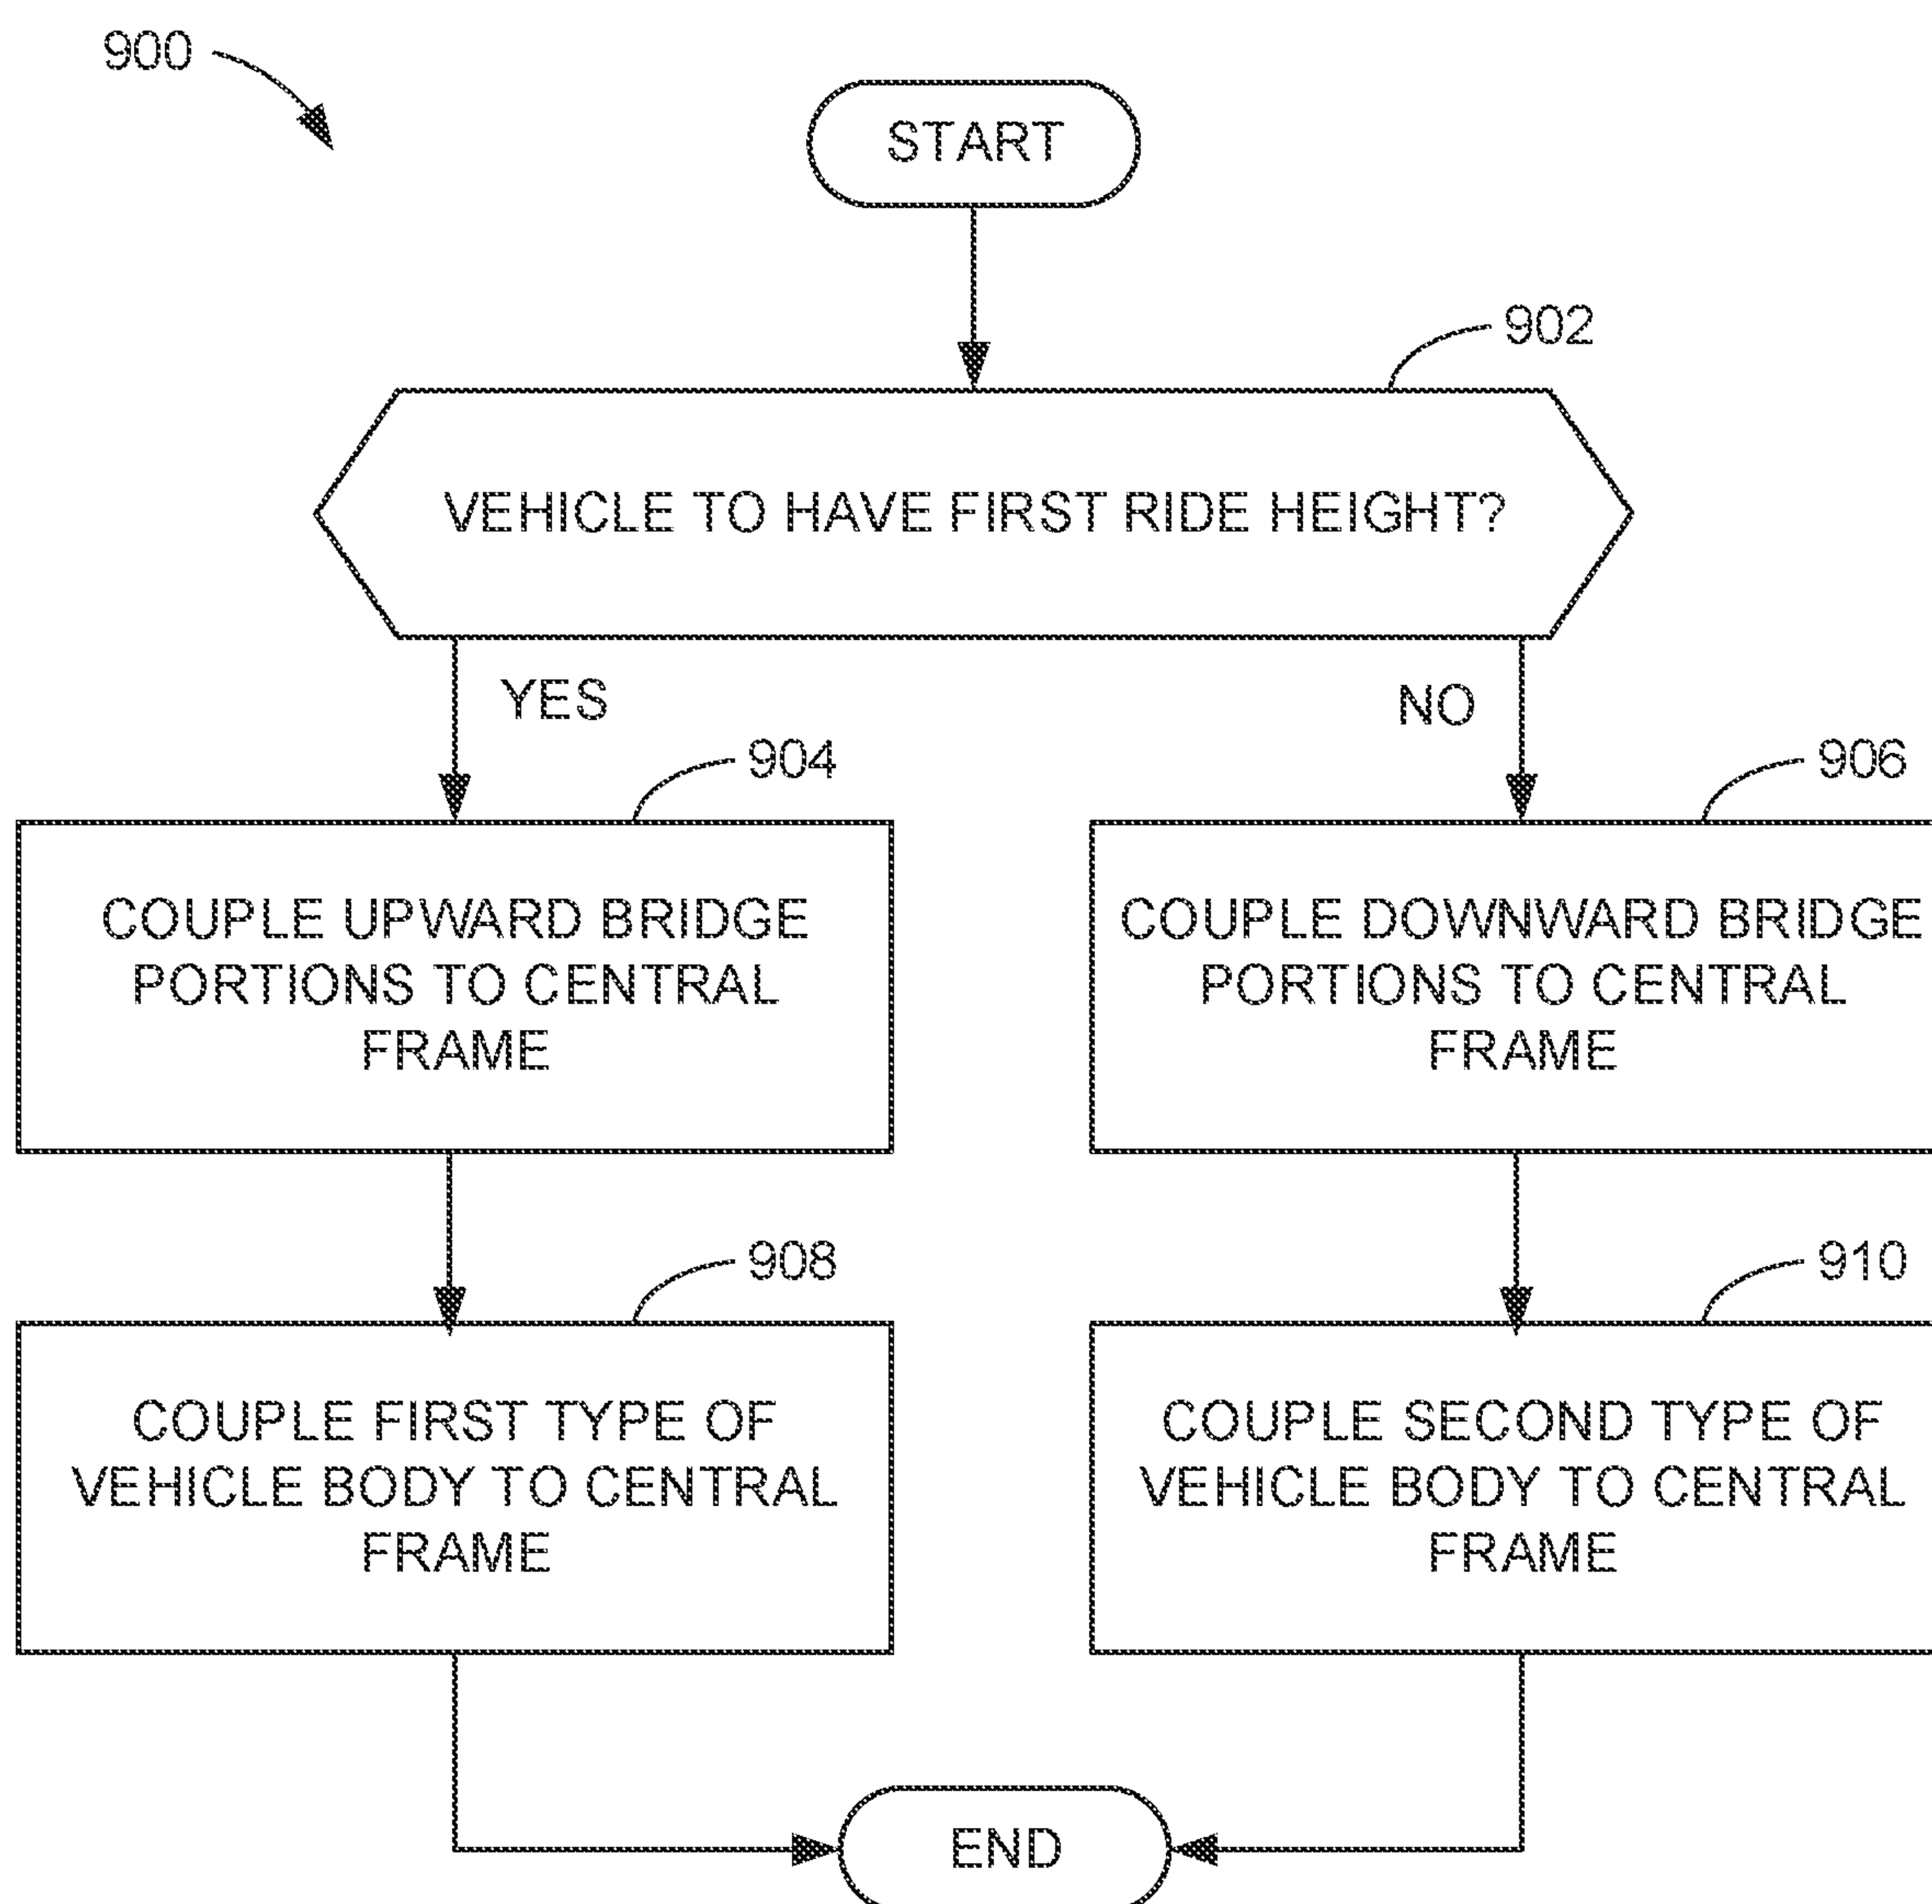 900
START
902
VEHICLE TO HAVE FIRST RIDE HEIGHT?
YES
NO
904
906
COUPLE UPWARD BRIDGE
PORTIONS TO CENTRAL
FRAME
COUPLE DOWNWARD BRIDGE
PORTIONS TO CENTRAL
FRAME
908
910
COUPLE FIRST TYPE OF
VEHICLE BODY TO CENTRAL
FRAME
COUPLE SECOND TYPE OF
VEHICLE BODY TO CENTRAL
FRAME
END